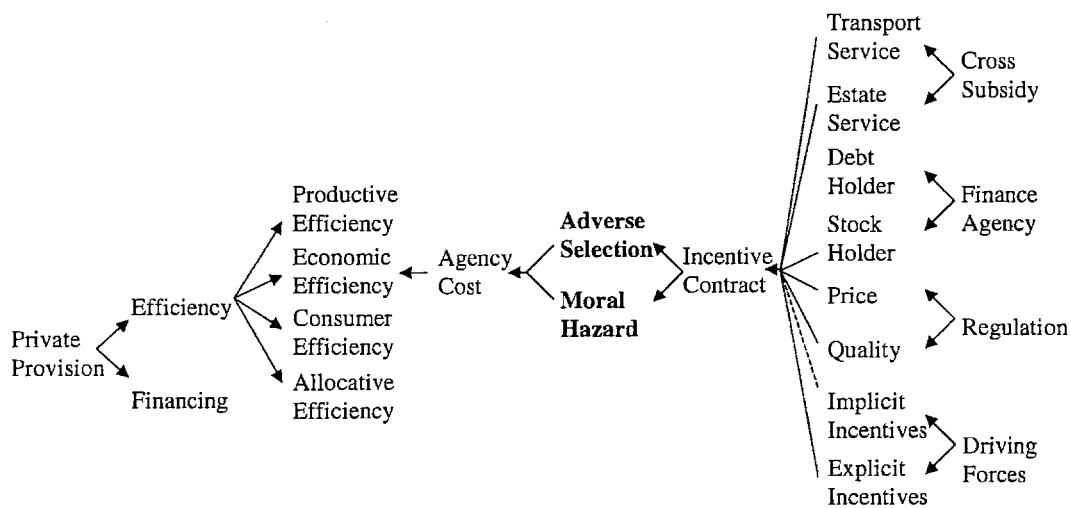 Private
Provision
Efficiency
Financing
Productive
Efficiency
Economic
Efficiency
Consumer
Efficiency
Allocative
Efficiency
Agency
Cost
Adverse
Selection
Moral
Hazard
Incentive
Contract
Transport
Service
Estate
Service
Debt
Holder
Stock
Holder
Price
Quality
Implicit
Incentives
Explicit
Incentives
Cross
Subsidy
Finance
Agency
Regulation
Driving
Forces